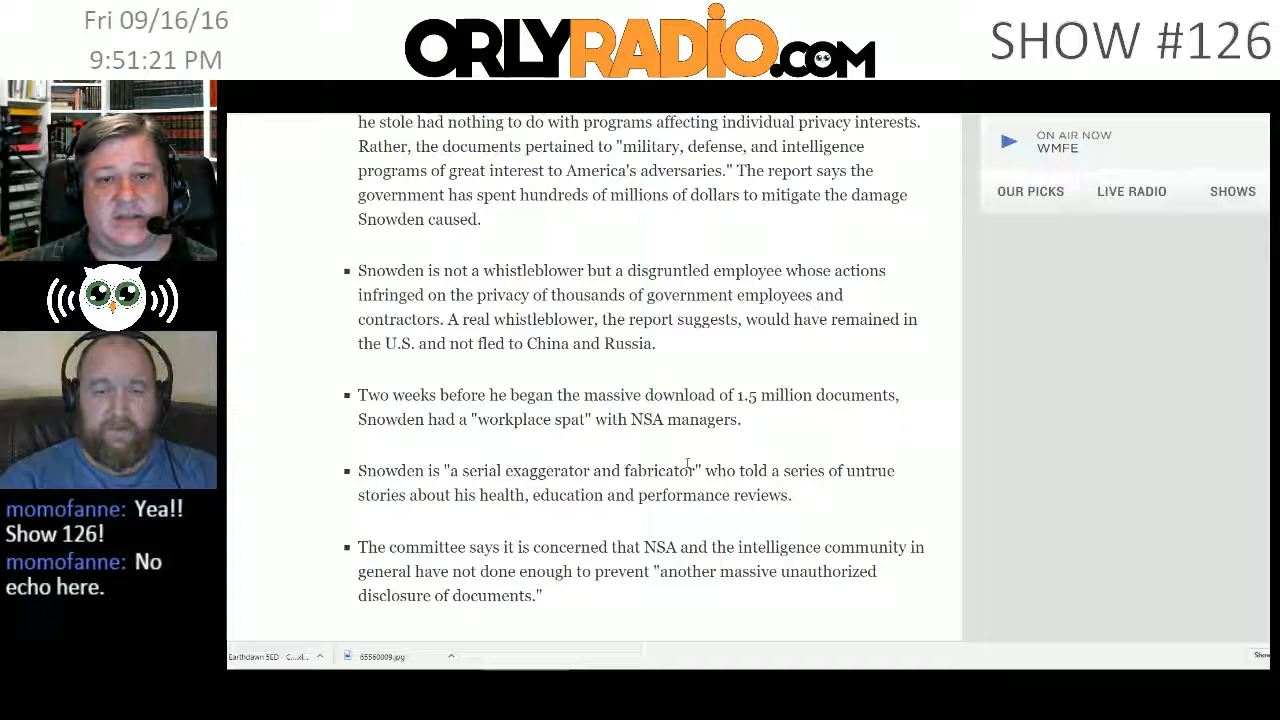 Fri 09/16/16
9:51:21 PM
ORLYRADIO.COM
SHOW #126
he stole had nothing to do with programs affecting individual privacy interests.
Rather, the documents pertained to "military, defense, and intelligence
programs of great interest to America's adversaries." The report says the
government has spent hundreds of millions of dollars to mitigate the damage
Snowden caused.
▪ Snowden is not a whistleblower but a disgruntled employee whose actions
infringed on the privacy of thousands of government employees and
contractors. A real whistleblower, the report suggests, would have remained in
the U.S. and not fled to China and Russia.
▪ Two weeks before he began the massive download of 1.5 million documents,
Snowden had a "workplace spat" with NSA managers.
▪ Snowden is "a serial exaggerator and fabricator" who told a series of untrue
stories about his health, education and performance reviews.
▪ The committee says it is concerned that NSA and the intelligence community in
general have not done enough to prevent "another massive unauthorized
disclosure of documents."
ON AIR NOW
WMFE
OUR PICKS LIVE RADIO SHOWS
momofanne: Yea!!
Show 126!
momofanne: No
echo here.
Earthdawn 5ED - C....xl...
65560009.jpg
Show